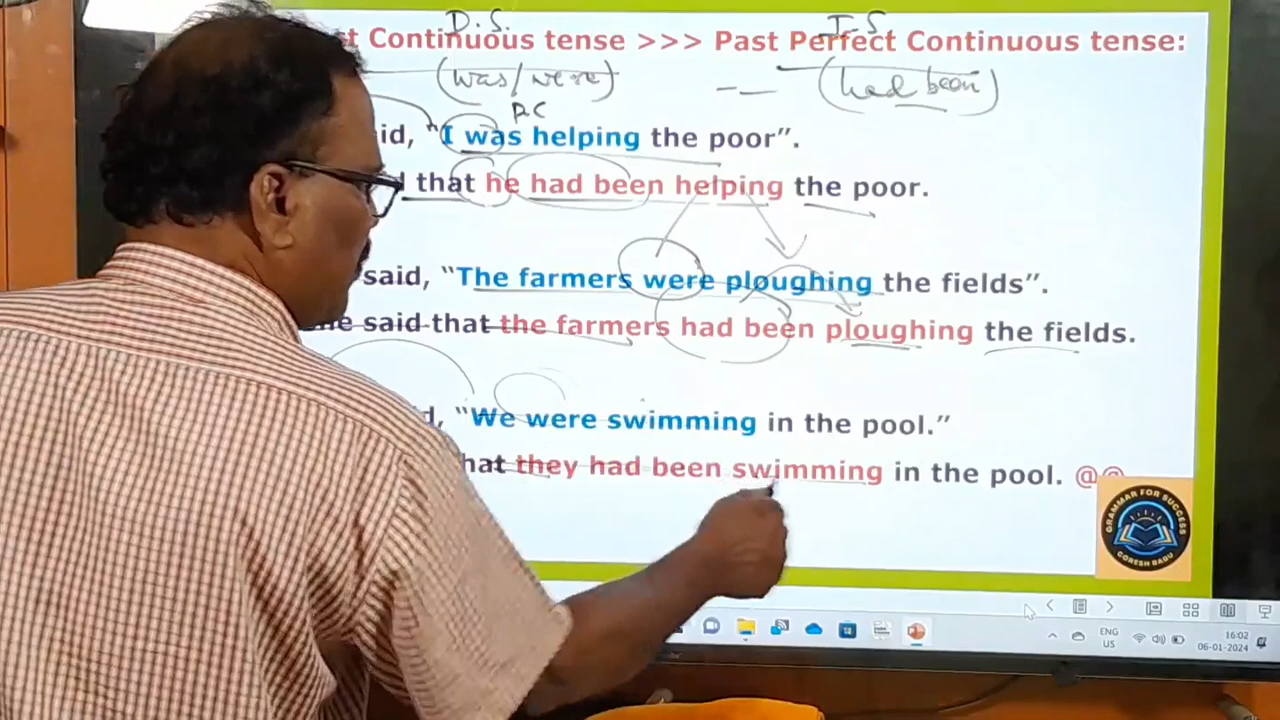 D.S. I-S
t Continuous tense >>> Past Perfect Continuous tense:
(was/were) -- (had been)
P.C
id, “I was helping the poor”.
that he had been helping the poor.
said, “The farmers were ploughing the fields”.
he said that the farmers had been ploughing the fields.
d, “We were swimming in the pool.”
hat they had been swimming in the pool. @@
GRAMMAR FOR SUCCESS
GORESH BABU
ENG
US
16:02
06-01-2024